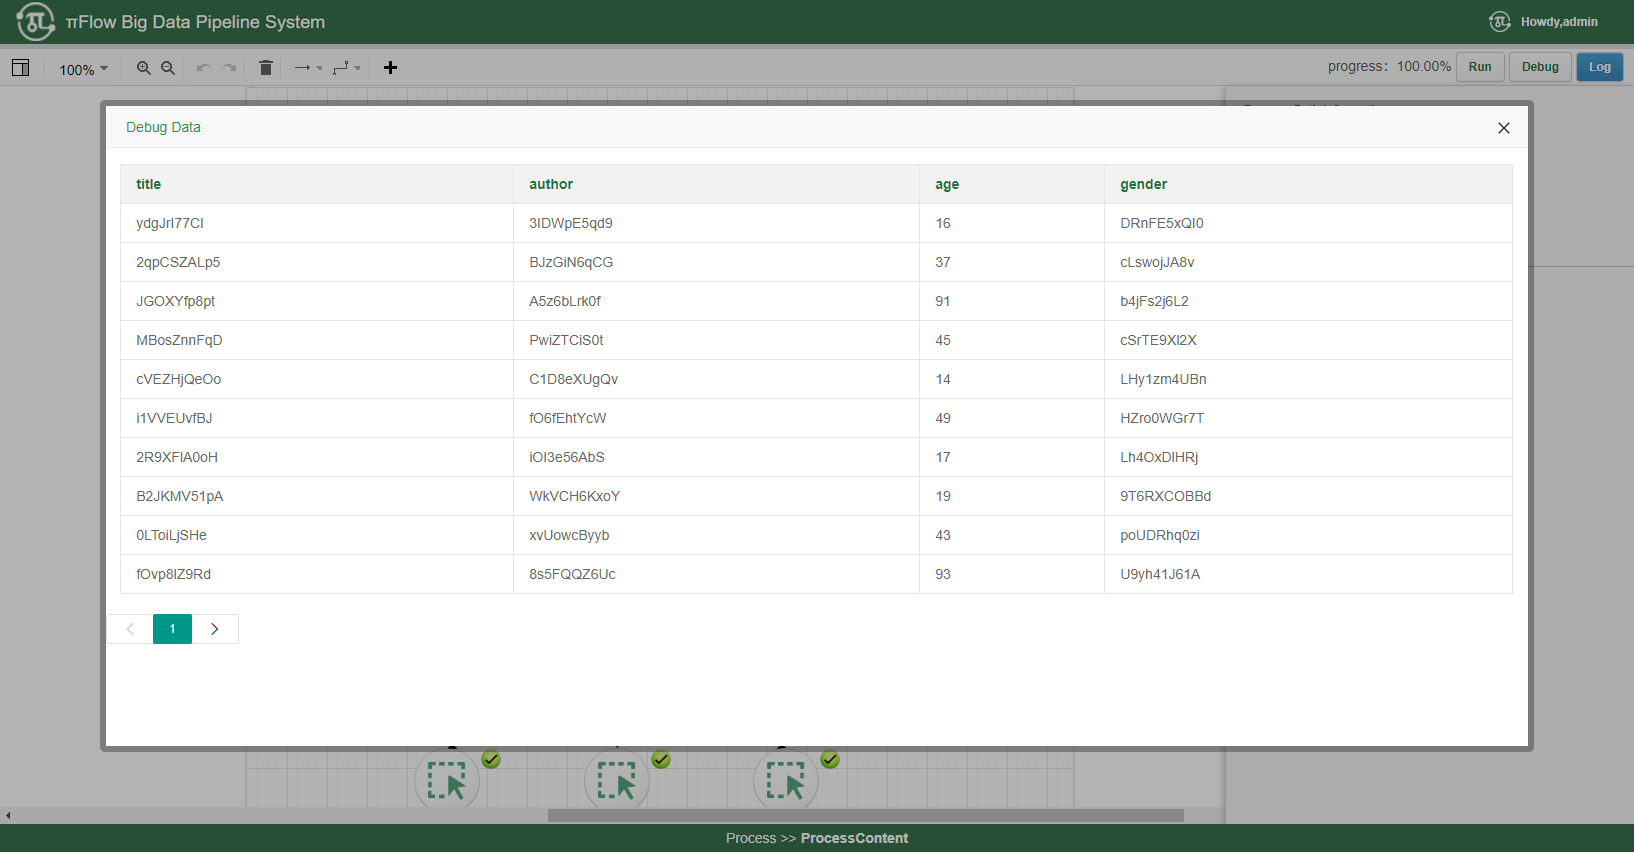 πFlow Big Data Pipeline System
Howdy,admin
100%
progress: 100.00%
Run
Debug
Log
Debug Data
title author age gender
ydgJrI77CI 3IDWpE5qd9 16 DRnFE5xQI0
2qpCSZALp5 BJzGiN6qCG 37 cLswojJA8v
JGOXYfp8pt A5z6bLrk0f 91 b4jFs2j6L2
MBosZnnFqD PwiZTCiS0t 45 cSrTE9XI2X
cVEZHjQeOo C1D8eXUgQv 14 LHy1zm4UBn
i1VVEUvfBJ fO6fEhtYcW 49 HZro0WGr7T
2R9XFIA0oH iOI3e56AbS 17 Lh4OxDIHRj
B2JKMV51pA WkVCH6KxoY 19 9T6RXCOBBd
0LToiLjSHe xvUowcByyb 43 poUDRhq0zi
fOvp8IZ9Rd 8s5FQQZ6Uc 93 U9yh41J61A
1
Process >> ProcessContent